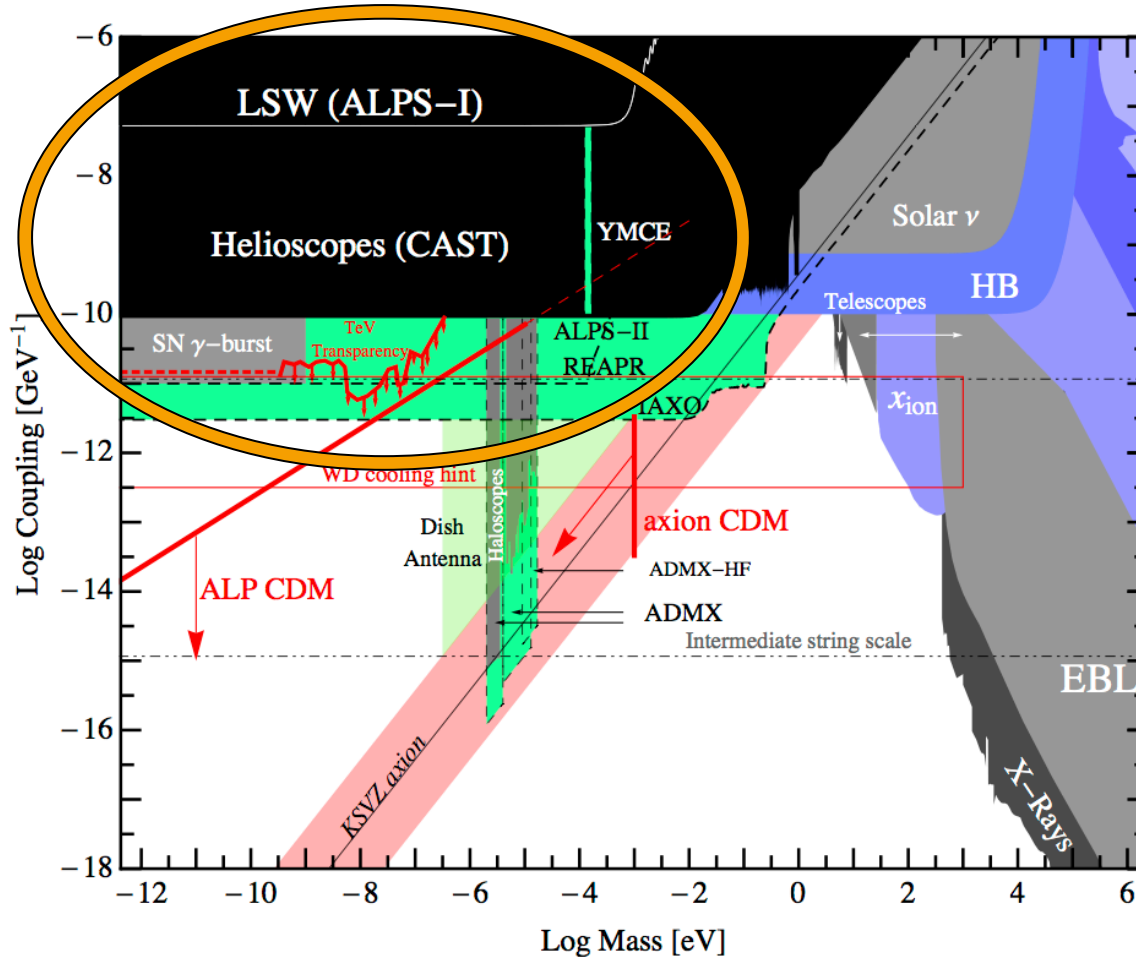 −6
−8
−10
−12
−14
−16
−18
Log Coupling [GeV⁻¹]
LSW (ALPS−I)
Helioscopes (CAST)
YMCE
Solar ν
HB
Telescopes
SN γ−burst
TeV
Transparency
ALPS−II
REAPR
IAXO
x_ion
WD cooling hint
Dish
Antenna
Haloscopes
axion CDM
ADMX−HF
ALP CDM
ADMX
Intermediate string scale
EBL
KSVZ axion
X−Rays
−12
−10
−8
−6
−4
−2
0
2
4
6
Log Mass [eV]